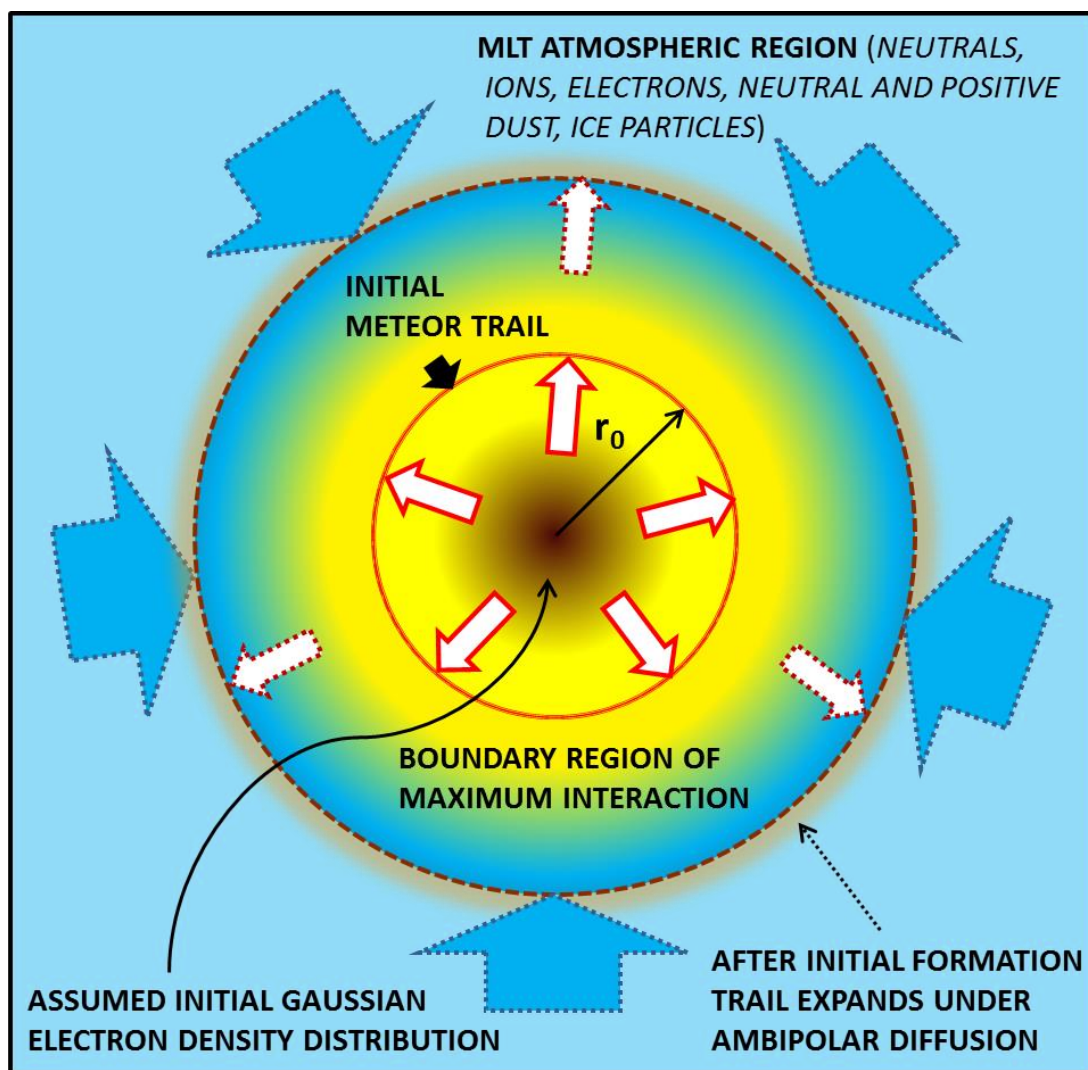 MLT ATMOSPHERIC REGION (NEUTRALS,
IONS, ELECTRONS, NEUTRAL AND POSITIVE
DUST, ICE PARTICLES)
INITIAL
METEOR TRAIL
r₀
BOUNDARY REGION OF
MAXIMUM INTERACTION
ASSUMED INITIAL GAUSSIAN
ELECTRON DENSITY DISTRIBUTION
AFTER INITIAL FORMATION
TRAIL EXPANDS UNDER
AMBIPOLAR DIFFUSION